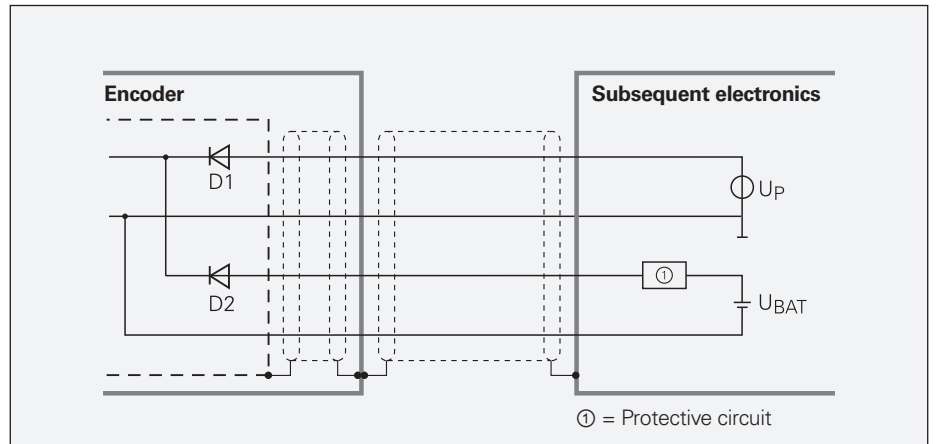 Encoder
Subsequent electronics
D1
UP
①
D2
UBAT
① = Protective circuit